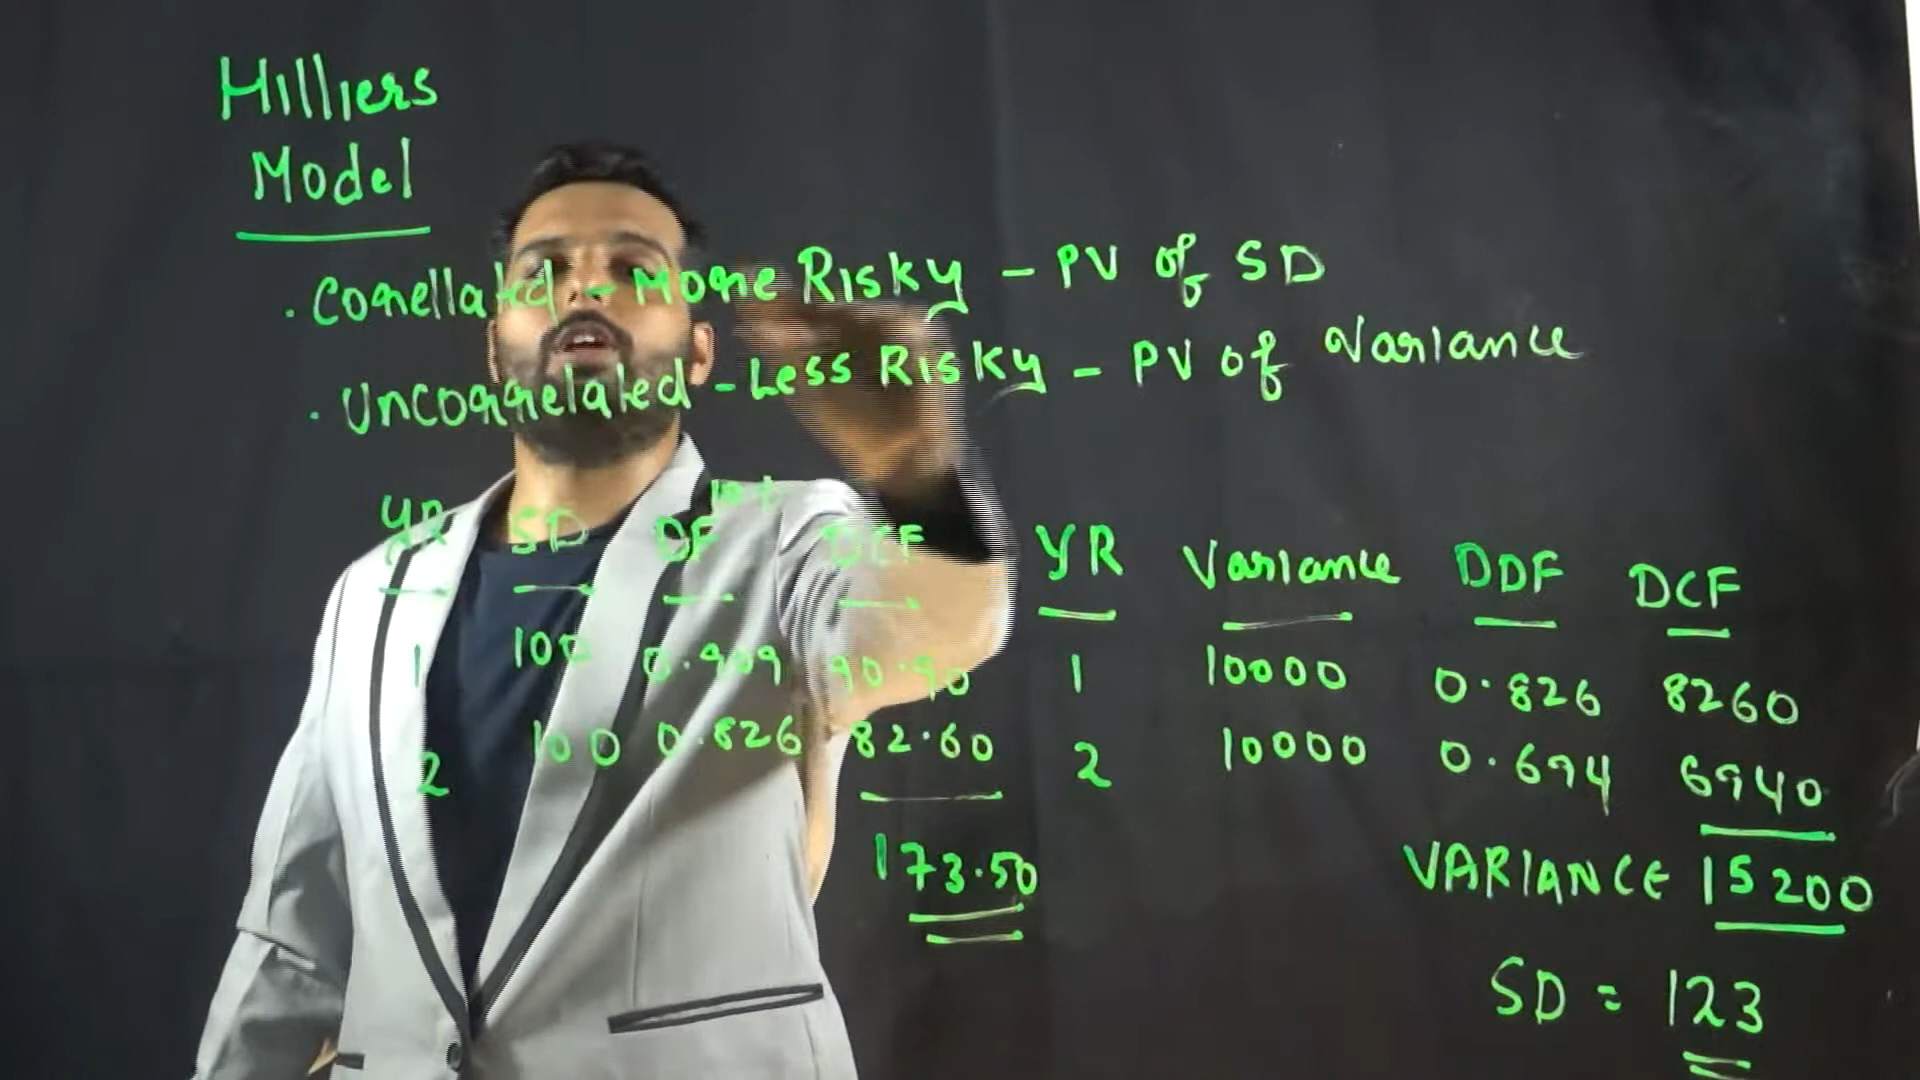 Hilliers
Model
. Correllated - More Risky - PV of SD
. Uncorrelated - Less Risky - PV of Variance
YR SD DF DCF
1 100 0.909 90.90
2 100 0.826 82.60
173.50
YR Variance DDF DCF
1 10000 0.826 8260
2 10000 0.694 6940
VARIANCE 15200
SD = 123